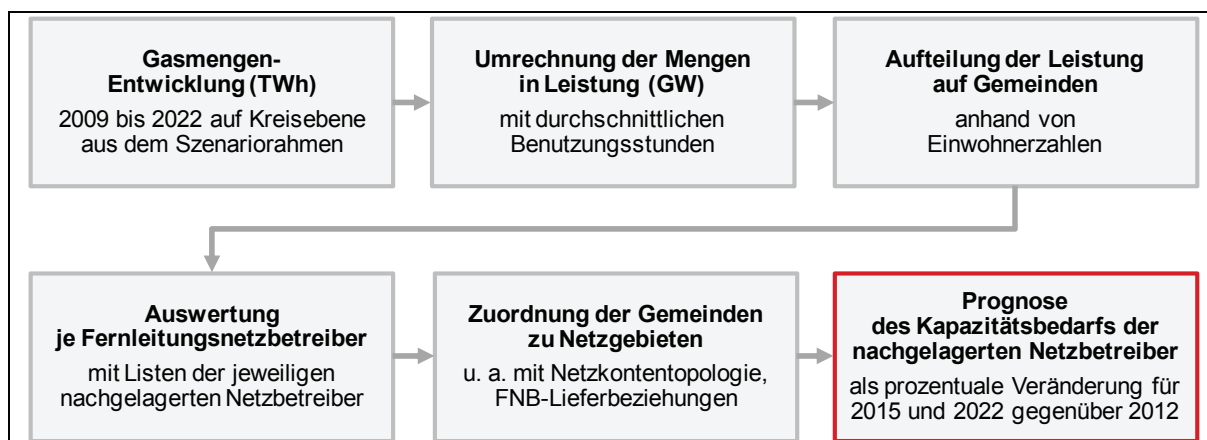 Gasmengen-
Entwicklung (TWh)
2009 bis 2022 auf Kreisebene
aus dem Szenariorahmen
Umrechnung der Mengen
in Leistung (GW)
mit durchschnittlichen
Benutzungsstunden
Aufteilung der Leistung
auf Gemeinden
anhand von
Einwohnerzahlen
Auswertung
je Fernleitungsnetzbetreiber
mit Listen der jeweiligen
nachgelagerten Netzbetreiber
Zuordnung der Gemeinden
zu Netzgebieten
u. a. mit Netzkontentopologie,
FNB-Lieferbeziehungen
Prognose
des Kapazitätsbedarfs der
nachgelagerten Netzbetreiber
als prozentuale Veränderung für
2015 und 2022 gegenüber 2012